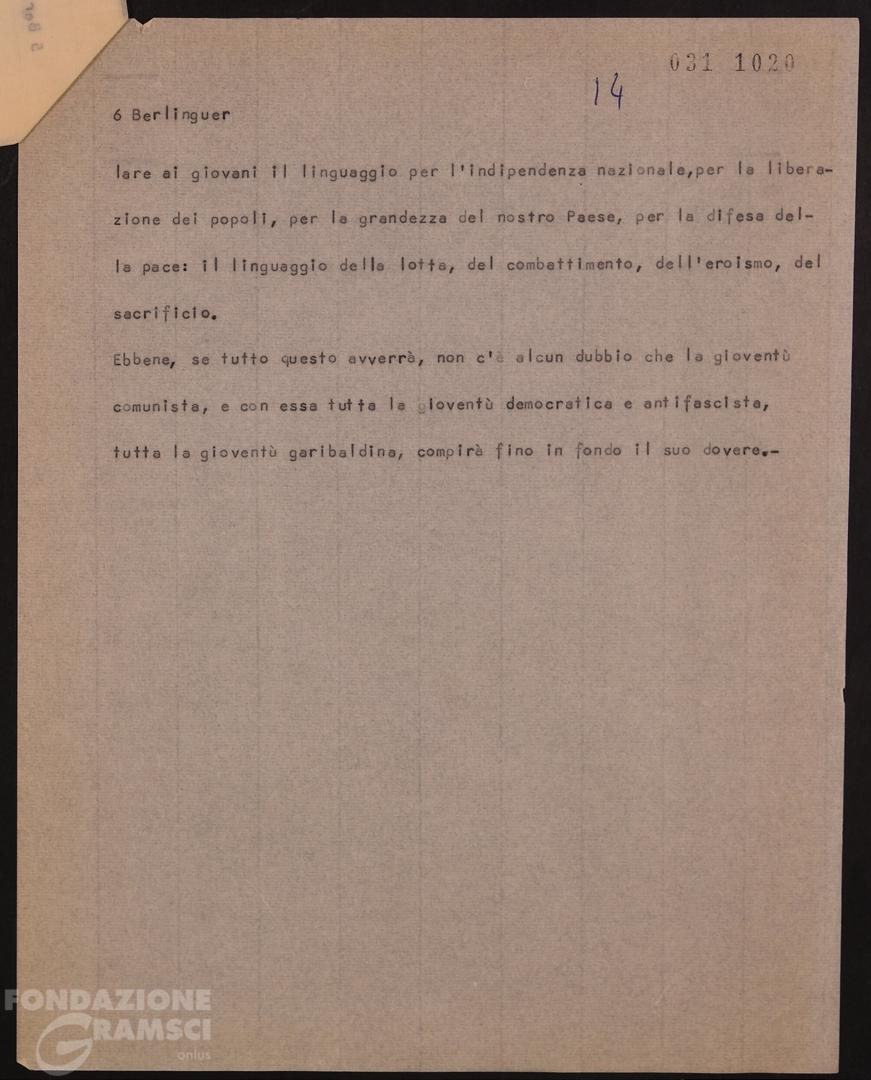 031 1020
14
6 Berlinguer
lare ai giovani il linguaggio per l'indipendenza nazionale,per la libera-
zione dei popoli, per la grandezza del nostro Paese, per la difesa del-
la pace: il linguaggio della lotta, del combattimento, dell'eroismo, del
sacrificio.
Ebbene, se tutto questo avverrà, non c'è alcun dubbio che la gioventù
comunista, e con essa tutta la gioventù democratica e antifascista,
tutta la gioventù garibaldina, compirà fino in fondo il suo dovere.-
FONDAZIONE
GRAMSCI
onlus